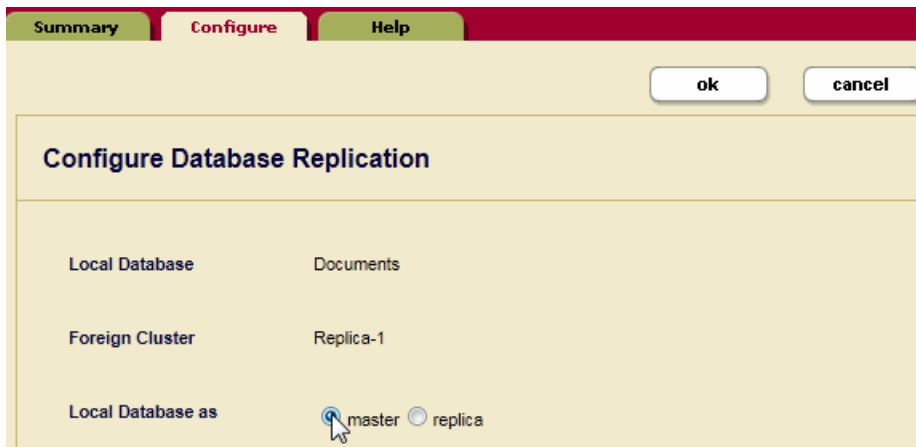 Summary Configure Help
ok cancel
Configure Database Replication
Local Database Documents
Foreign Cluster Replica-1
Local Database as master replica